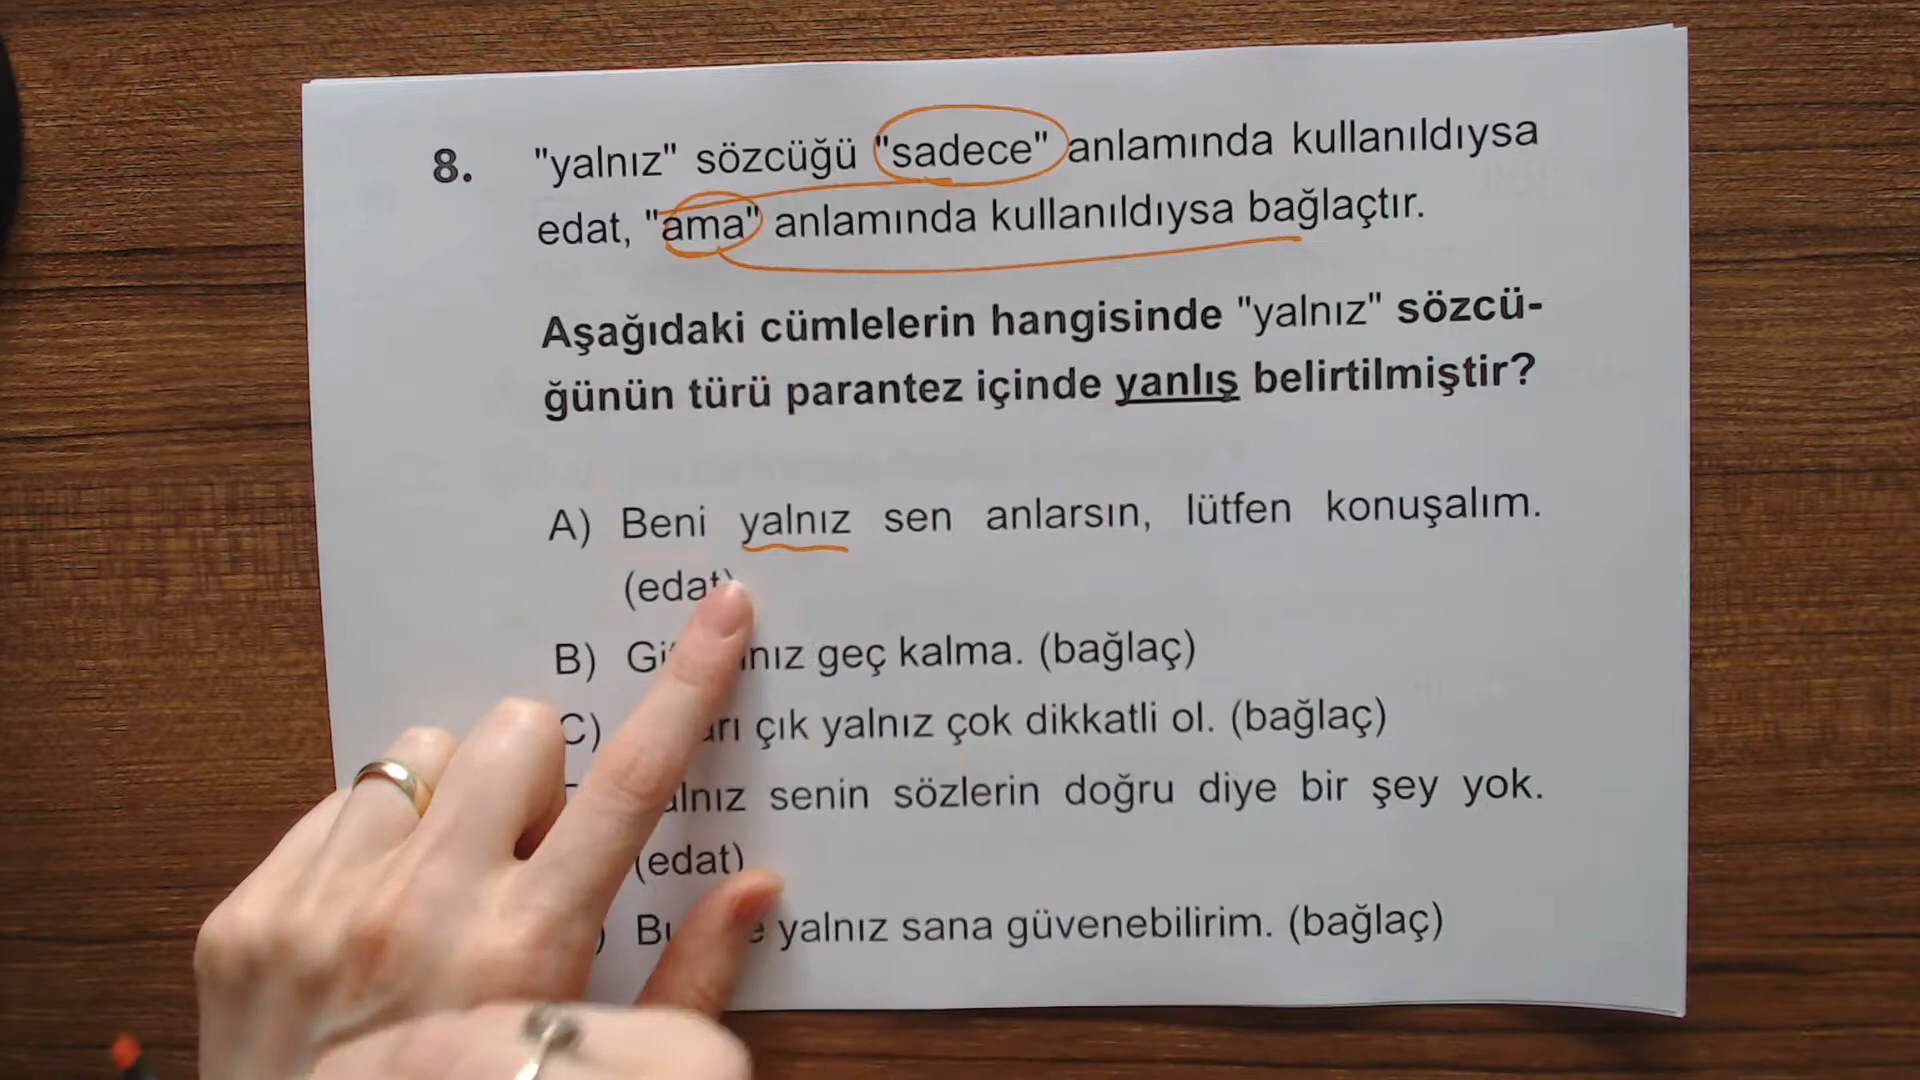 8. "yalnız" sözcüğü "sadece" anlamında kullanıldıysa
edat, "ama" anlamında kullanıldıysa bağlaçtır.
Aşağıdaki cümlelerin hangisinde "yalnız" sözcü-
ğünün türü parantez içinde yanlış belirtilmiştir?
A) Beni yalnız sen anlarsın, lütfen konuşalım.
(edat)
B) geç kalma. (bağlaç)
C) çık yalnız çok dikkatli ol. (bağlaç)
senin sözlerin doğru diye bir şey yok.
(edat)
yalnız sana güvenebilirim. (bağlaç)